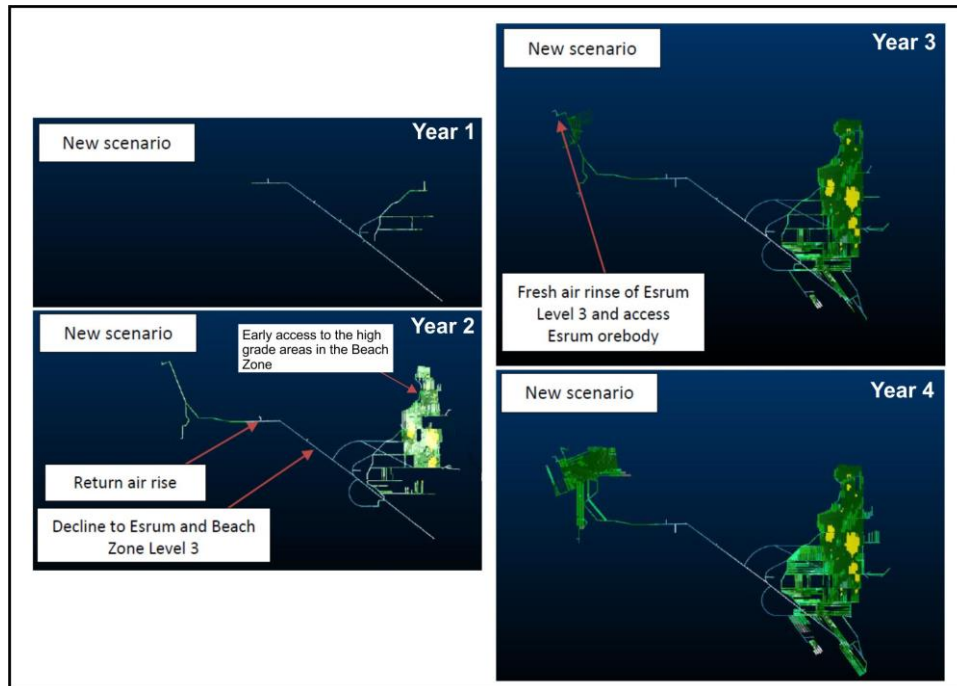 New scenario
Year 1
New scenario
Year 2
Early access to the high
grade areas in the Beach
Zone
Return air rise
Decline to Esrum and Beach
Zone Level 3
New scenario
Year 3
Fresh air rinse of Esrum
Level 3 and access
Esrum orebody
New scenario
Year 4